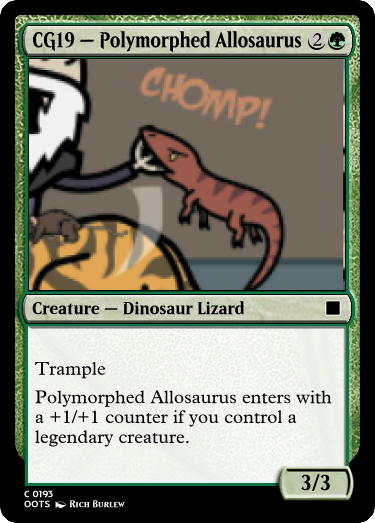 CG19 — Polymorphed Allosaurus 2
CHOMP!
Creature — Dinosaur Lizard
Trample
Polymorphed Allosaurus enters with
a +1/+1 counter if you control a
legendary creature.
3/3
C 0193
OOTS Rich Burlew